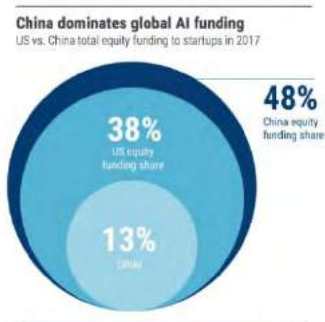 China dominates global AI funding
US vs. China total equity funding to startups in 2017
48%
China equity
funding share
38%
US equity
funding share
13%
Other